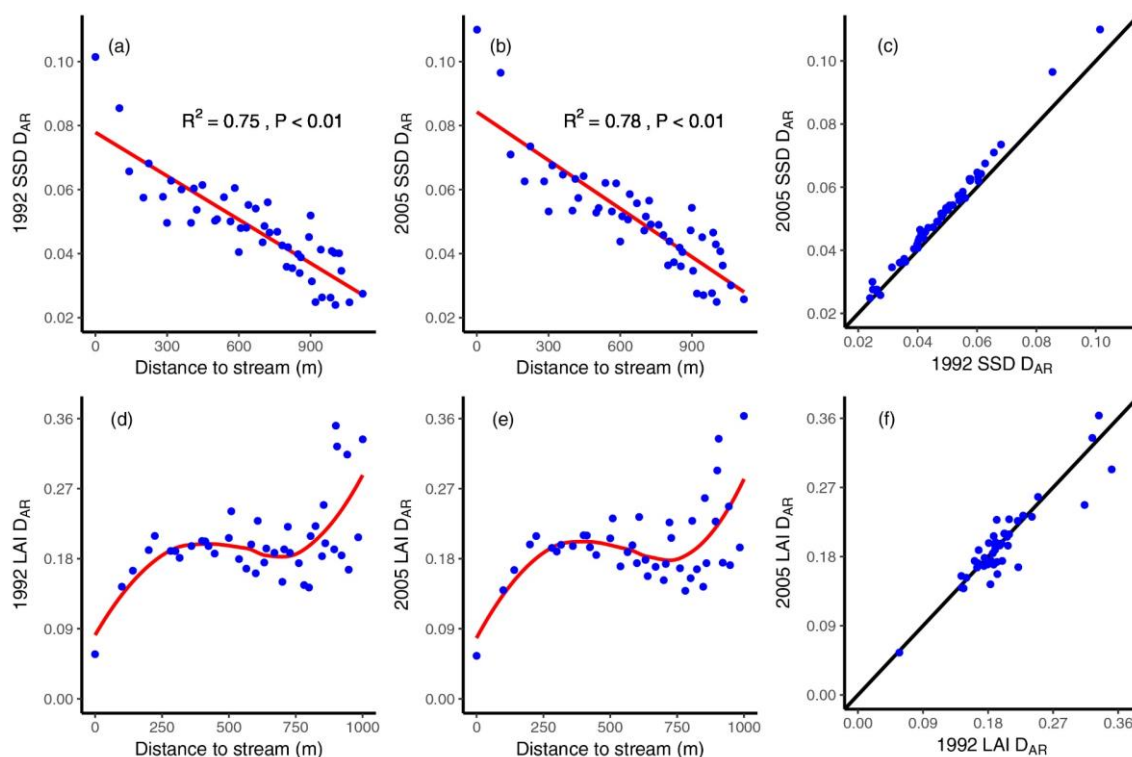 (a)
R² = 0.75 , P < 0.01
1992 SSD D_AR
0.10
0.08
0.06
0.04
0.02
0
300
600
900
Distance to stream (m)
(b)
R² = 0.78 , P < 0.01
2005 SSD D_AR
0.10
0.08
0.06
0.04
0.02
0
300
600
900
Distance to stream (m)
(c)
2005 SSD D_AR
0.10
0.08
0.06
0.04
0.02
0.02
0.04
0.06
0.08
0.10
1992 SSD D_AR
(d)
1992 LAI D_AR
0.36
0.27
0.18
0.09
0.00
0
250
500
750
1000
Distance to stream (m)
(e)
2005 LAI D_AR
0.36
0.27
0.18
0.09
0.00
0
250
500
750
1000
Distance to stream (m)
(f)
2005 LAI D_AR
0.36
0.27
0.18
0.09
0.00
0.00
0.09
0.18
0.27
0.36
1992 LAI D_AR